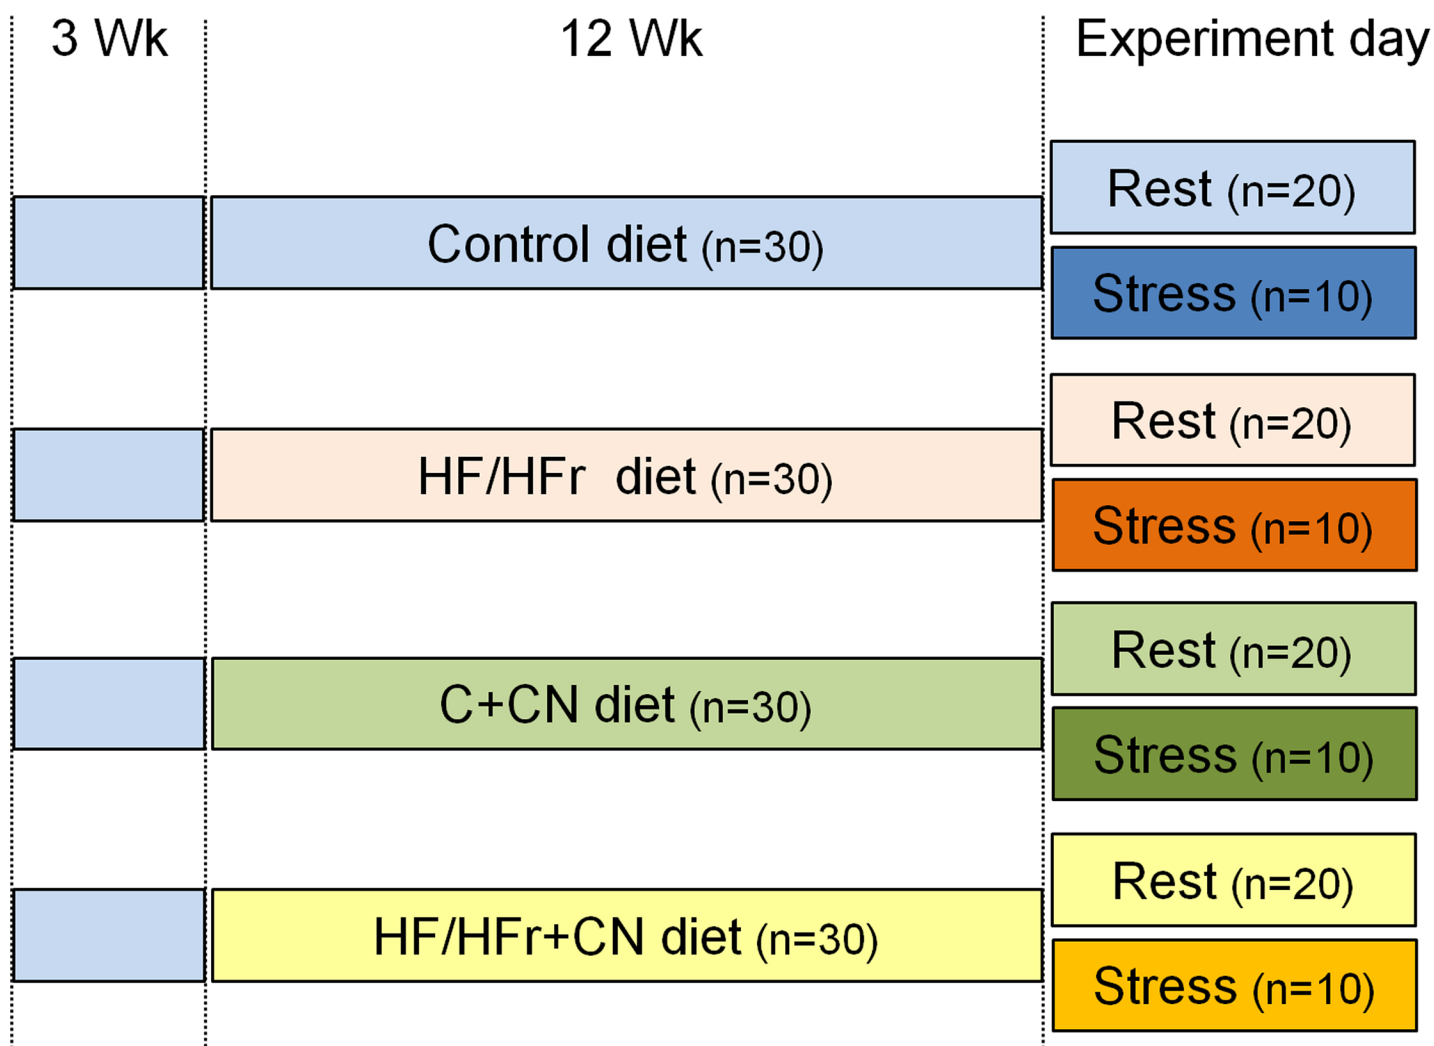 3 Wk
12 Wk
Experiment day
Control diet (n=30)
Rest (n=20)
Stress (n=10)
HF/HFr  diet (n=30)
Rest (n=20)
Stress (n=10)
C+CN diet (n=30)
Rest (n=20)
Stress (n=10)
HF/HFr+CN diet (n=30)
Rest (n=20)
Stress (n=10)